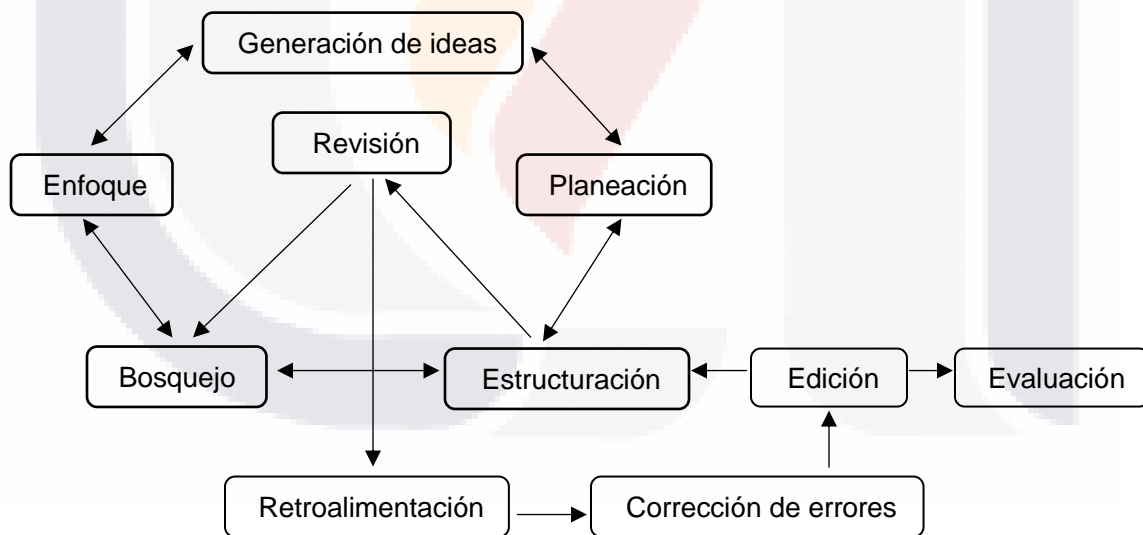 Generación de ideas
Revisión
Enfoque
Planeación
Bosquejo
Estructuración
Edición
Evaluación
Retroalimentación
Corrección de errores